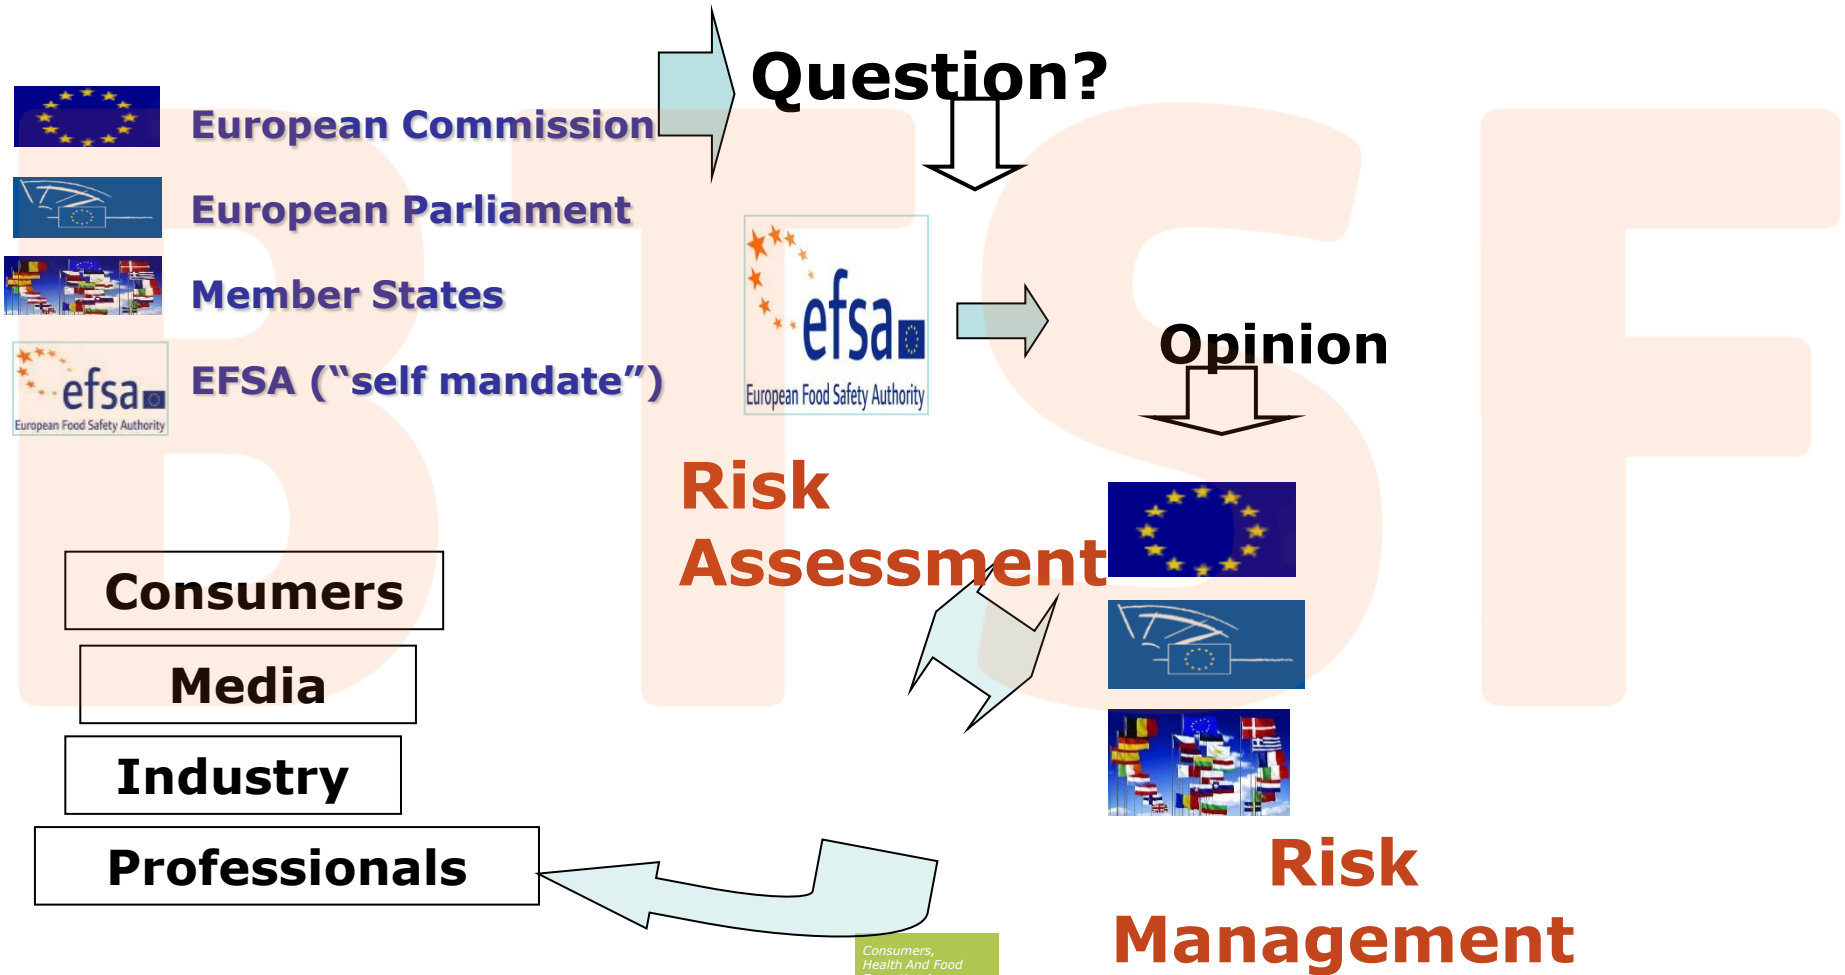 Question?
European Commission
European Parliament
Member States
EFSA (“self mandate”)
efsa
European Food Safety Authority
efsa
European Food Safety Authority
Opinion
Risk
Assessment
Consumers
Media
Industry
Professionals
Risk
Management
Consumers,
Health And Food
BTSF